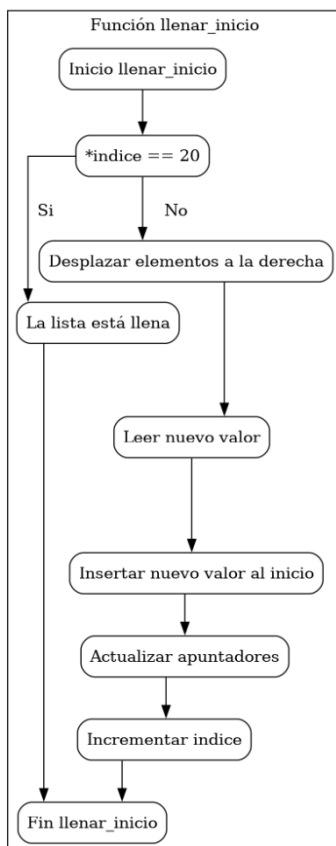 Función llenar_inicio
Inicio llenar_inicio
*indice == 20
Si
No
Desplazar elementos a la derecha
La lista está llena
Leer nuevo valor
Insertar nuevo valor al inicio
Actualizar apuntadores
Incrementar indice
Fin llenar_inicio